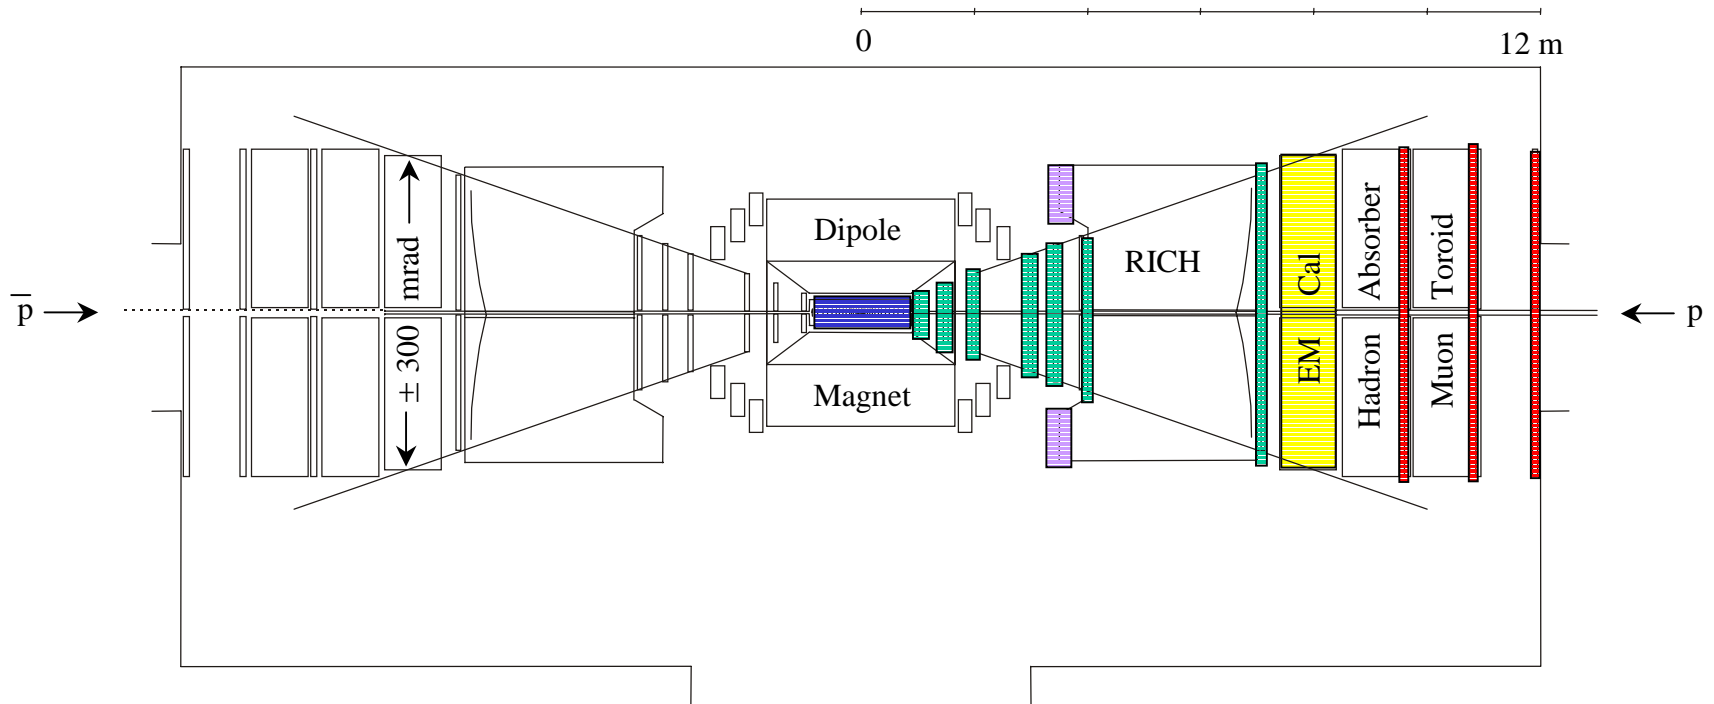 0
12 m
Dipole
Magnet
RICH
± 300 mrad
EM Cal
Hadron Absorber
Muon Toroid
p̅
p